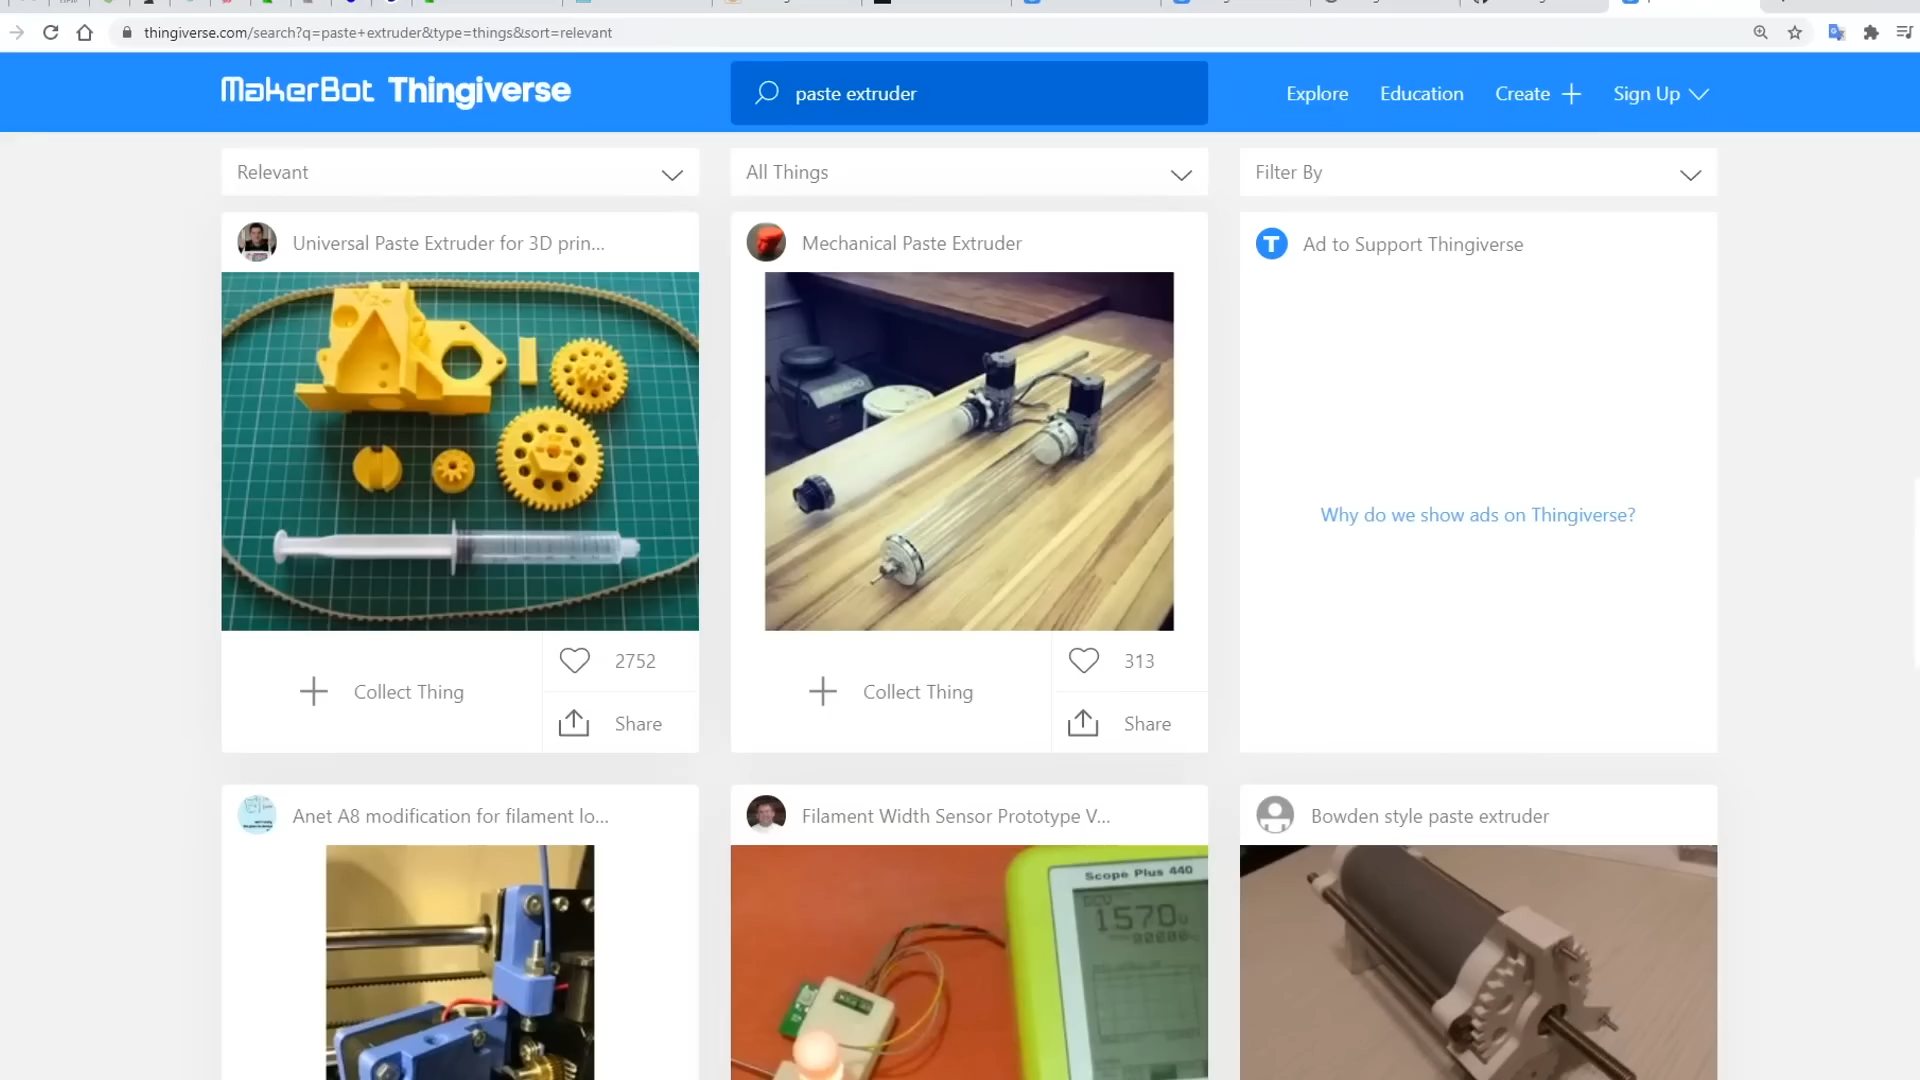 thingiverse.com/search?q=paste+extruder&type=things&sort=relevant
MakerBot Thingiverse
paste extruder
Explore
Education
Create
Sign Up
Relevant
All Things
Filter By
Universal Paste Extruder for 3D prin...
Mechanical Paste Extruder
Ad to Support Thingiverse
Why do we show ads on Thingiverse?
2752
Collect Thing
Share
313
Collect Thing
Share
Anet A8 modification for filament lo...
Filament Width Sensor Prototype V...
Bowden style paste extruder
Scope Plus 440
DCV
1570